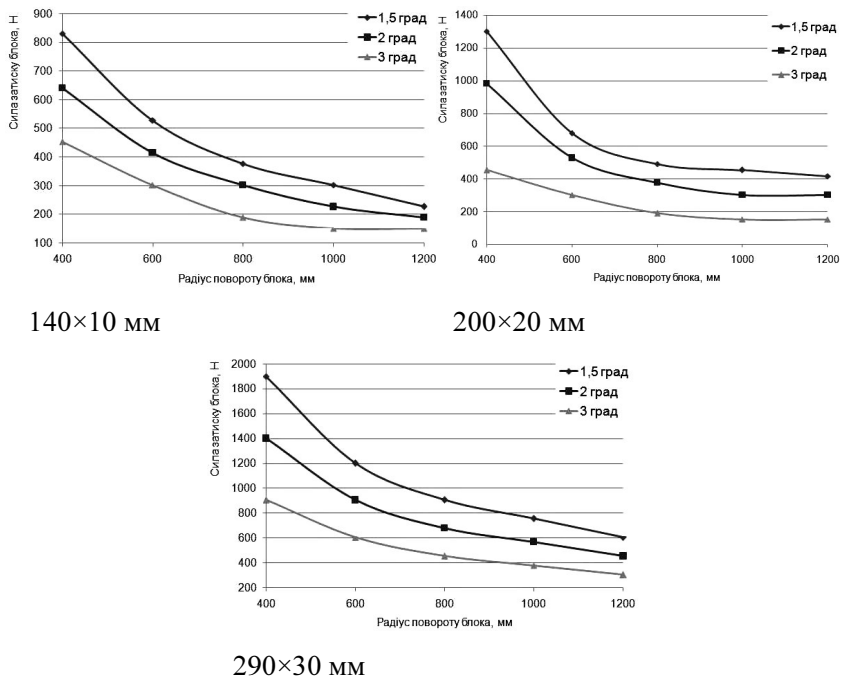 Сила затиску блока, Н
900
800
700
600
500
400
300
200
100
1,5 град
2 град
3 град
400 600 800 1000 1200
Радіус повороту блока, мм
140×10 мм
1400
1200
1000
800
600
400
200
0
1,5 град
2 град
3 град
400 600 800 1000 1200
Радіус повороту блока, мм
Сила затиску блока, Н
200×20 мм
Сила затиску блока, Н
2000
1800
1600
1400
1200
1000
800
600
400
200
1,5 град
2 град
3 град
400 600 800 1000 1200
Радіус повороту блока, мм
290×30 мм